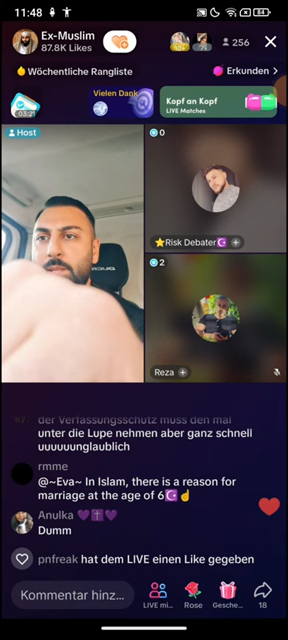 11:48
84
Ex-Muslim
87.8K Likes
256
Wöchentliche Rangliste
Erkunden >
03:21
Vielen Dank
Kopf an Kopf
LIVE Matches
Host
0
Risk Debater
2
Reza
der Verfassungsschutz muss den mal
unter die Lupe nehmen aber ganz schnell
uuuuuunglaublich
rmme
@~Eva~ In Islam, there is a reason for
marriage at the age of 6☪️☝️
Anulka 💜✝️💜
Dumm
pnfreak hat dem LIVE einen Like gegeben
Kommentar hinz...
LIVE mi...
Rose
Gesche...
18